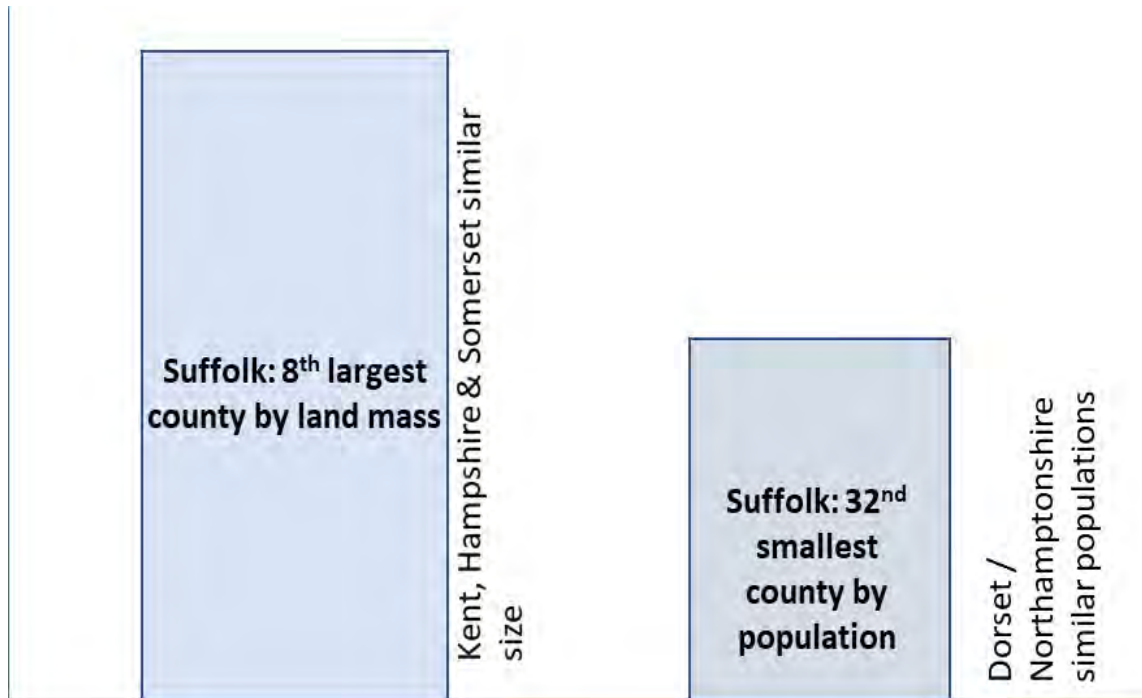 Suffolk: 8th largest
county by land mass
Kent, Hampshire & Somerset similar
size
Suffolk: 32nd
smallest
county by
population
Dorset /
Northamptonshire
similar populations